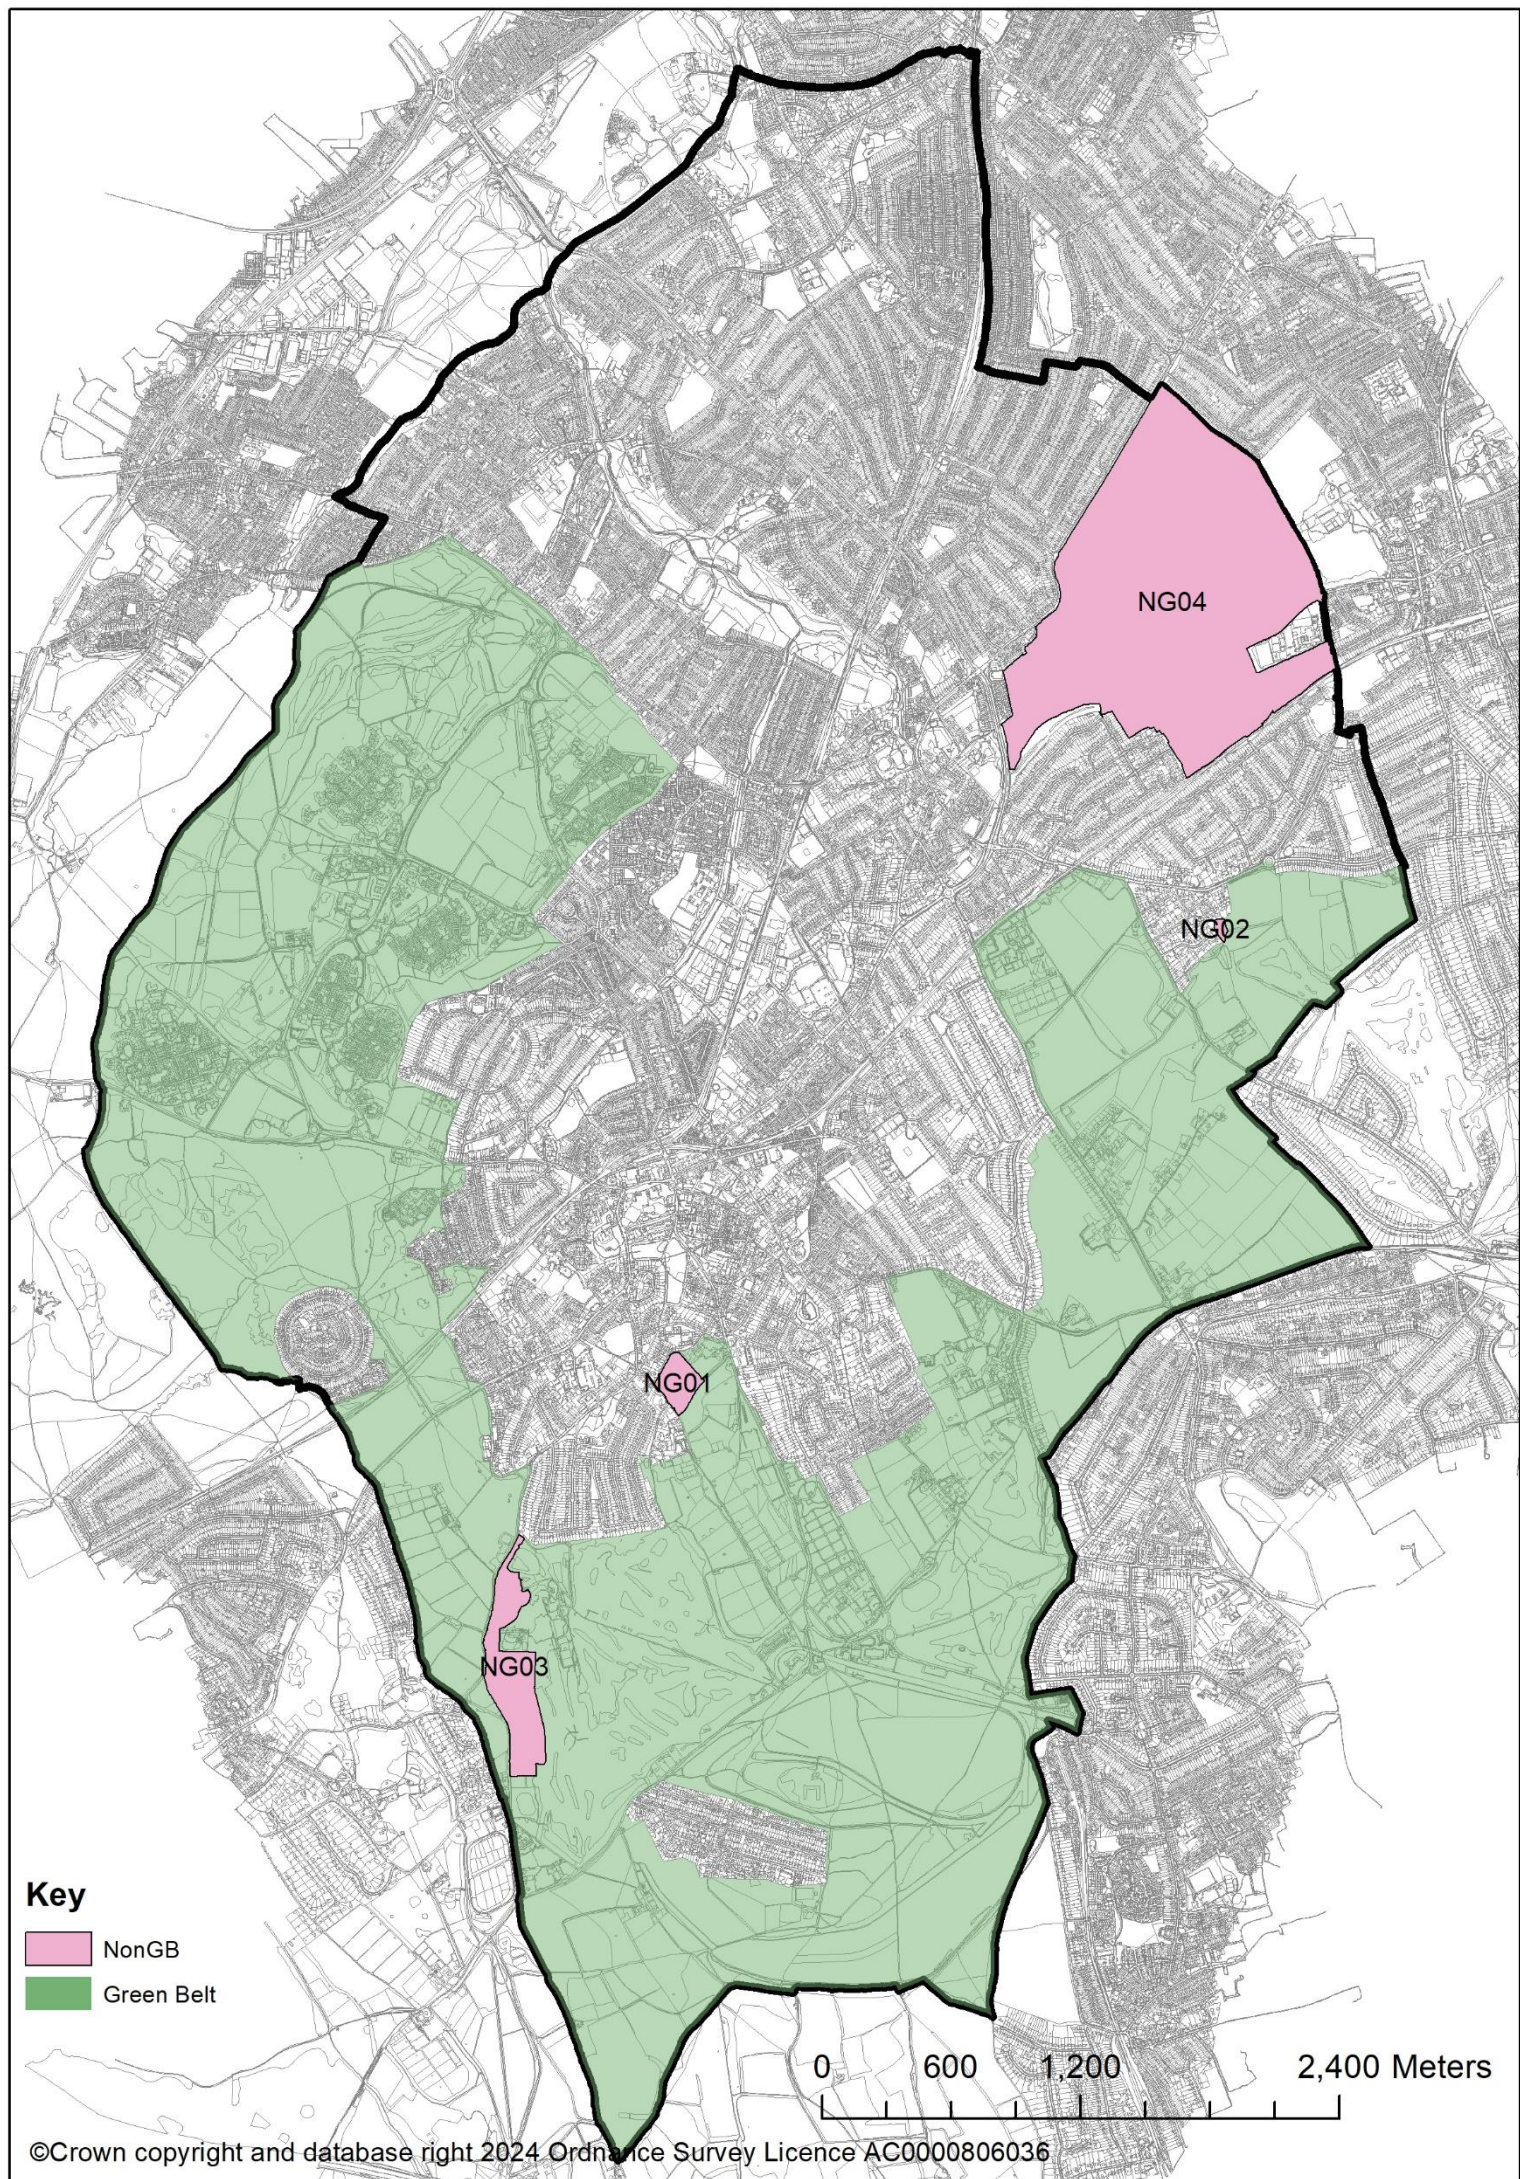 NG04
NG02
NG01
NG03
Key
NonGB
Green Belt
0 600 1,200 2,400 Meters
©Crown copyright and database right 2024 Ordnance Survey Licence AC0000806036